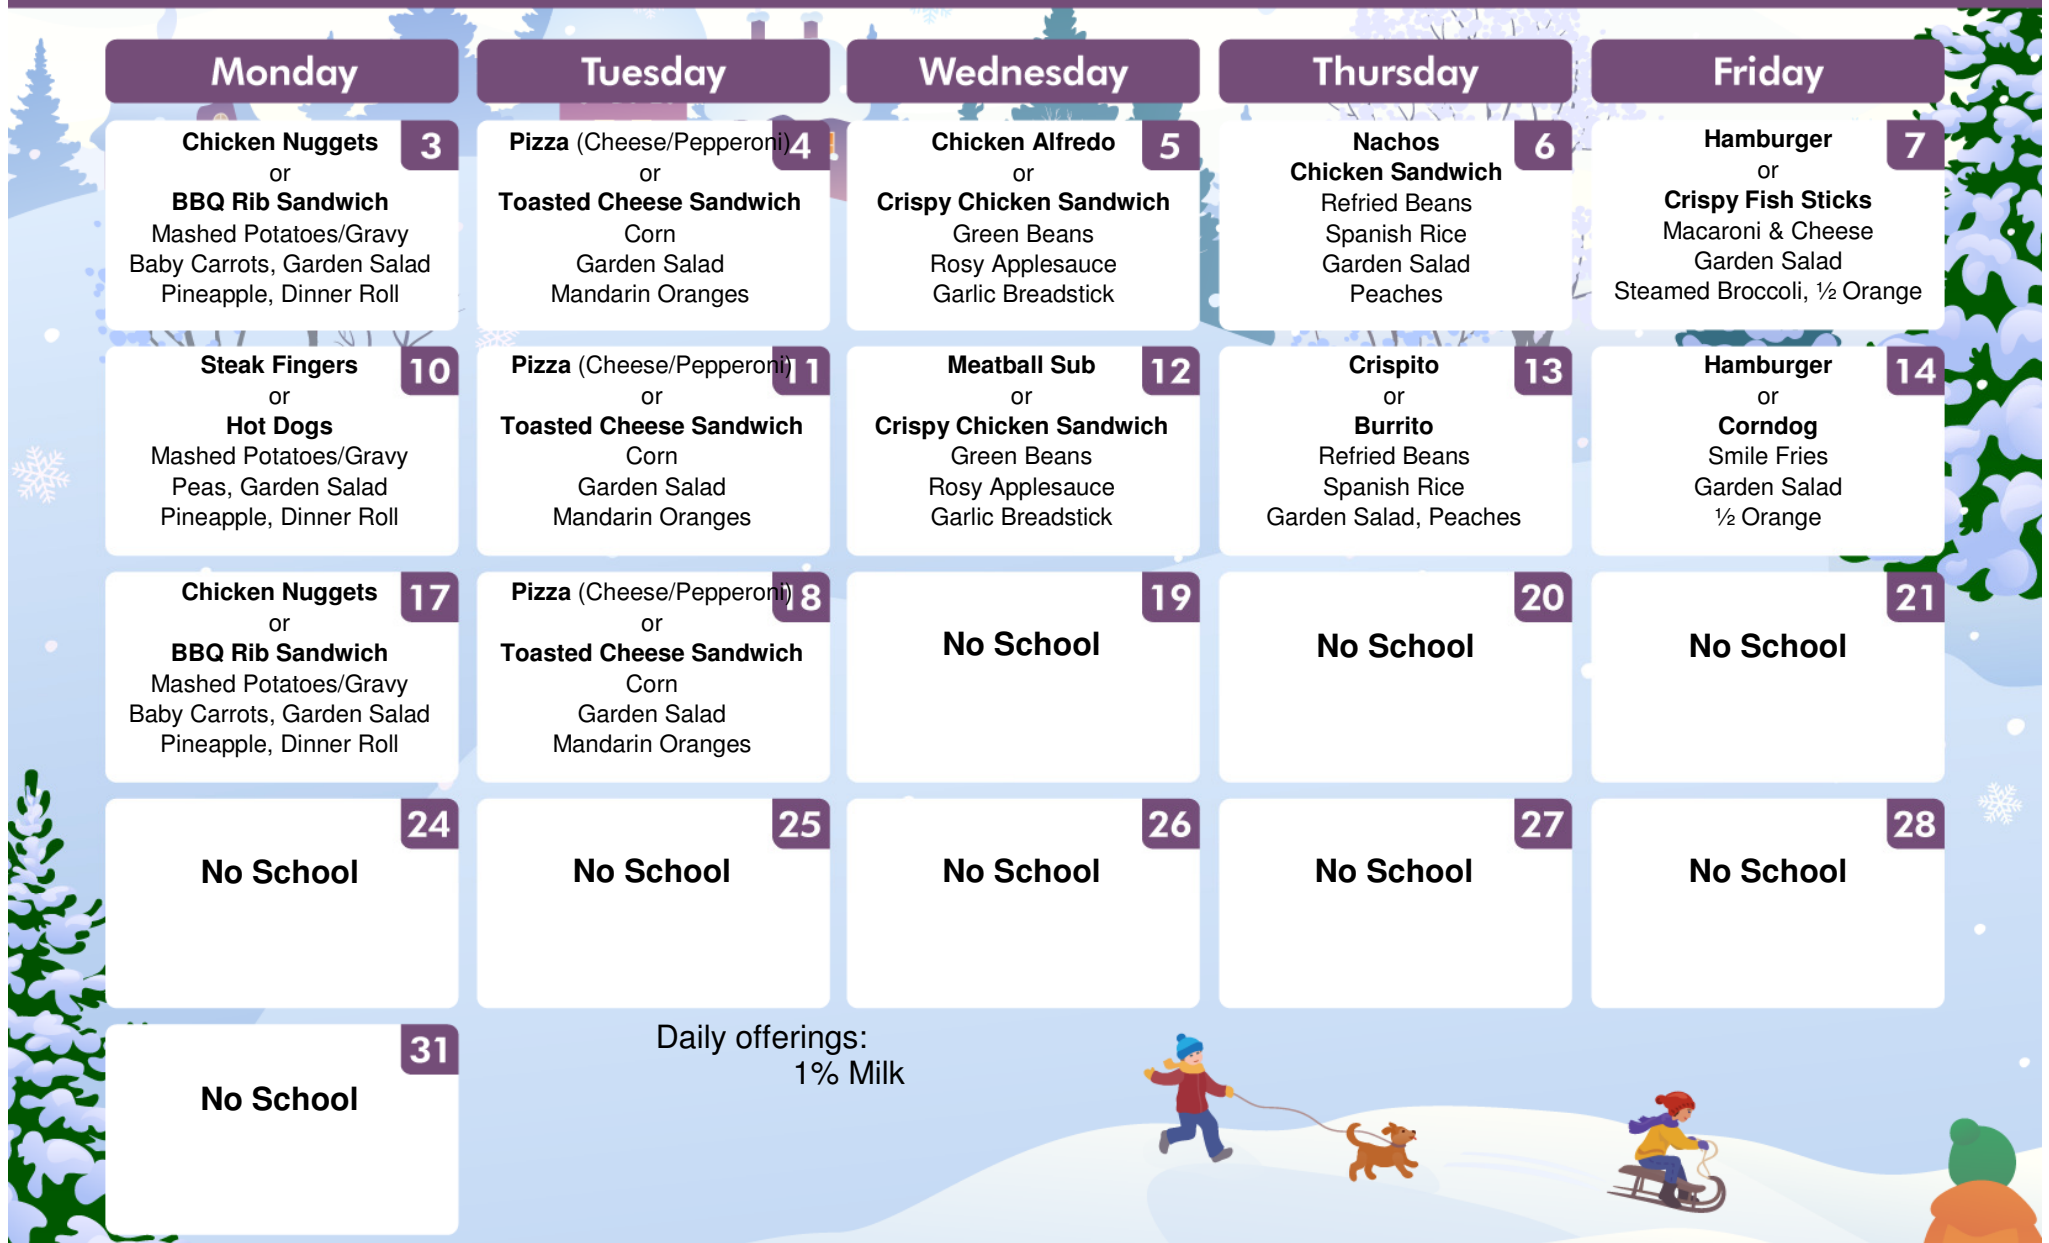 Monday
Tuesday
Wednesday
Thursday
Friday
3
Chicken Nuggets
or
BBQ Rib Sandwich
Mashed Potatoes/Gravy
Baby Carrots, Garden Salad
Pineapple, Dinner Roll
4
Pizza (Cheese/Pepperoni)
or
Toasted Cheese Sandwich
Corn
Garden Salad
Mandarin Oranges
5
Chicken Alfredo
or
Crispy Chicken Sandwich
Green Beans
Rosy Applesauce
Garlic Breadstick
6
Nachos
Chicken Sandwich
Refried Beans
Spanish Rice
Garden Salad
Peaches
7
Hamburger
or
Crispy Fish Sticks
Macaroni & Cheese
Garden Salad
Steamed Broccoli, ½ Orange
10
Steak Fingers
or
Hot Dogs
Mashed Potatoes/Gravy
Peas, Garden Salad
Pineapple, Dinner Roll
11
Pizza (Cheese/Pepperoni)
or
Toasted Cheese Sandwich
Corn
Garden Salad
Mandarin Oranges
12
Meatball Sub
or
Crispy Chicken Sandwich
Green Beans
Rosy Applesauce
Garlic Breadstick
13
Crispito
or
Burrito
Refried Beans
Spanish Rice
Garden Salad, Peaches
14
Hamburger
or
Corndog
Smile Fries
Garden Salad
½ Orange
17
Chicken Nuggets
or
BBQ Rib Sandwich
Mashed Potatoes/Gravy
Baby Carrots, Garden Salad
Pineapple, Dinner Roll
18
Pizza (Cheese/Pepperoni)
or
Toasted Cheese Sandwich
Corn
Garden Salad
Mandarin Oranges
19
No School
20
No School
21
No School
24
No School
25
No School
26
No School
27
No School
28
No School
31
No School
Daily offerings:
1% Milk